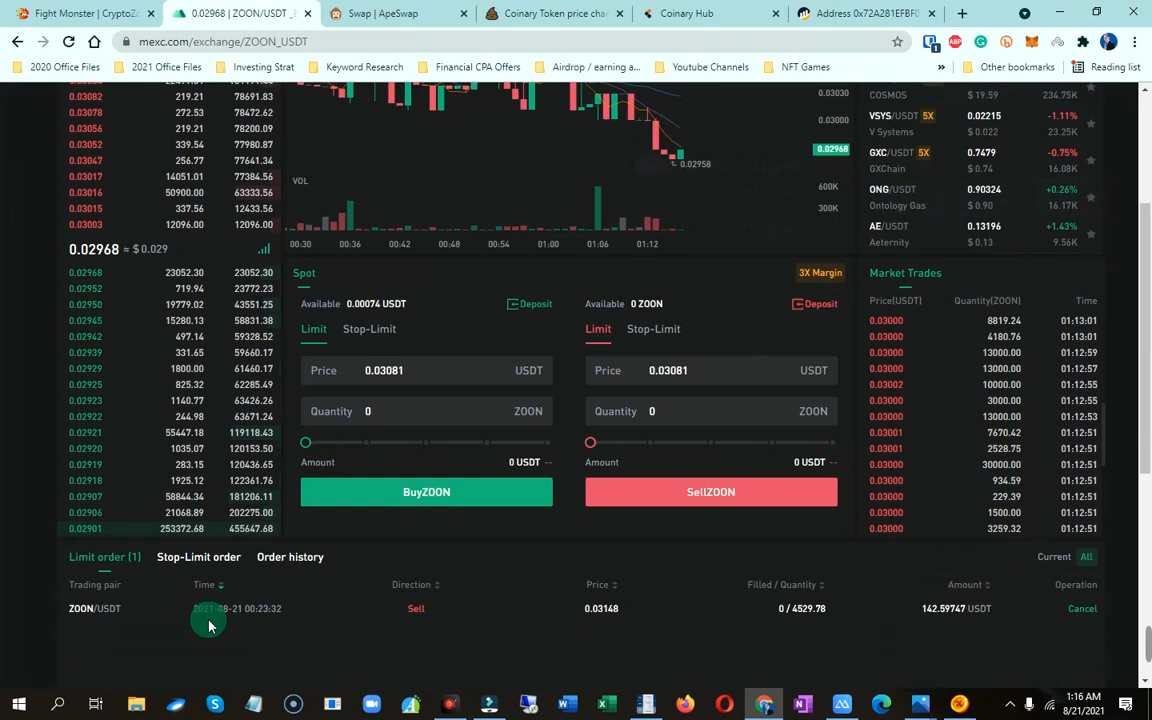 Fight Monster | CryptoZo
0.02968 | ZOON/USDT
Swap | ApeSwap
Coinary Token price cha
Coinary Hub
Address 0x72A281EFBF0
mexc.com/exchange/ZOON_USDT
2020 Office Files
2021 Office Files
Investing Strat
Keyword Research
Financial CPA Offers
Airdrop / earning a...
Youtube Channels
NFT Games
»
Other bookmarks
Reading list
0.03082 219.21 78691.83
0.03078 272.53 78472.62
0.03056 219.21 78200.09
0.03052 339.54 77980.87
0.03047 256.77 77641.34
0.03017 14051.01 77384.56
0.03016 50900.00 63333.56
0.03015 337.56 12433.56
0.03003 12096.00 12096.00
0.02968 ≈ $0.029
0.02968 23052.30 23052.30
0.02952 719.94 23772.23
0.02950 19779.02 43551.25
0.02945 15280.13 58831.38
0.02942 497.14 59328.52
0.02939 331.65 59660.17
0.02929 1800.00 61460.17
0.02925 825.32 62285.49
0.02923 1140.77 63426.26
0.02922 244.98 63671.24
0.02921 55447.18 119118.43
0.02920 1035.07 120153.50
0.02919 283.15 120436.65
0.02918 1925.12 122361.76
0.02907 58844.34 181206.11
0.02906 21068.89 202275.00
0.02901 253372.68 455647.68
0.03030
0.03000
0.02968
0.02958
VOL
600K
300K
00:30 00:36 00:42 00:48 00:54 01:00 01:06 01:12
COSMOS $ 19.59 234.75K
VSYS/USDT 5X 0.02215 -1.11%
V Systems $ 0.022 23.25K
GXC/USDT 5X 0.7479 -0.75%
GXChain $ 0.74 16.08K
ONG/USDT 0.90324 +0.26%
Ontology Gas $ 0.90 16.17K
AE/USDT 0.13196 +1.43%
Aeternity $ 0.13 9.56K
Spot
3X Margin
Available 0.00074 USDT
Deposit
Available 0 ZOON
Deposit
Limit Stop-Limit
Limit Stop-Limit
Price 0.03081 USDT
Price 0.03081 USDT
Quantity 0 ZOON
Quantity 0 ZOON
Amount 0 USDT --
Amount 0 USDT --
BuyZOON
SellZOON
Market Trades
Price(USDT) Quantity(ZOON) Time
0.03000 8819.24 01:13:01
0.03000 4180.76 01:13:01
0.03000 13000.00 01:12:59
0.03000 13000.00 01:12:57
0.03002 10000.00 01:12:55
0.03000 3000.00 01:12:55
0.03000 13000.00 01:12:53
0.03001 7670.42 01:12:51
0.03001 2528.75 01:12:51
0.03000 30000.00 01:12:51
0.03000 934.59 01:12:51
0.03000 229.39 01:12:51
0.03000 1500.00 01:12:51
0.03000 3259.32 01:12:51
Limit order (1) Stop-Limit order Order history
Current All
Trading pair Time Direction Price Filled / Quantity Amount Operation
ZOON/USDT 2021-08-21 00:23:32 Sell 0.03148 0 / 4529.78 142.59747 USDT Cancel
1:16 AM
8/21/2021